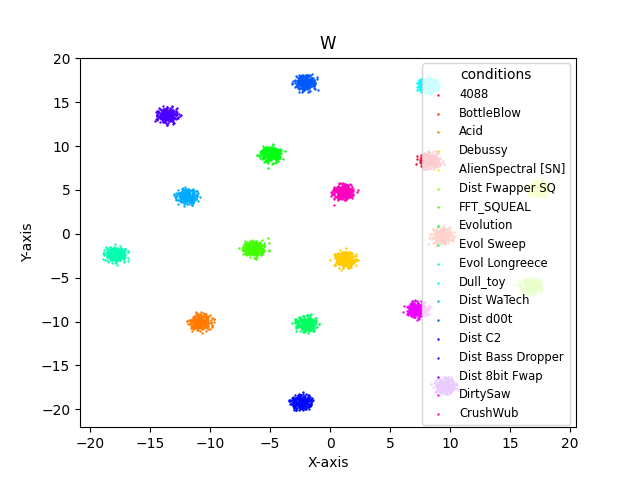 W
20
15
10
5
0
−5
−10
−15
−20
Y-axis
−20 −15 −10 −5 0 5 10 15 20
X-axis
conditions
4088
BottleBlow
Acid
Debussy
AlienSpectral [SN]
Dist Fwapper SQ
FFT_SQUEAL
Evolution
Evol Sweep
Evol Longreece
Dull_toy
Dist WaTech
Dist d00t
Dist C2
Dist Bass Dropper
Dist 8bit Fwap
DirtySaw
CrushWub